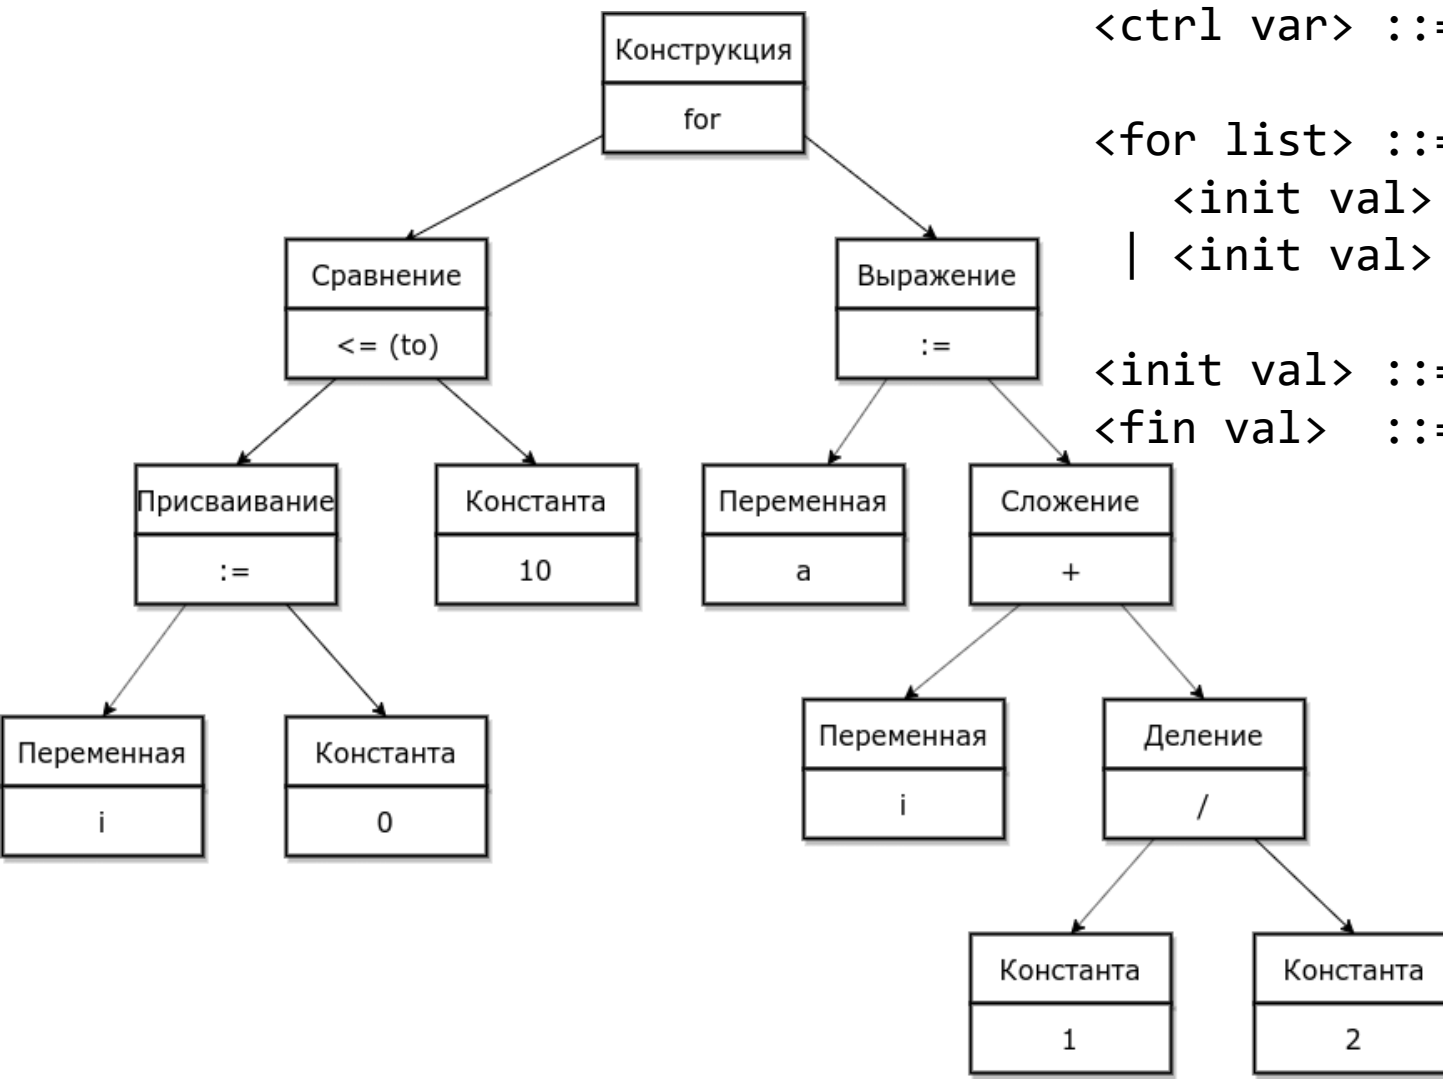 Конструкция
for
Сравнение
<= (to)
Выражение
:=
Присваивание
:=
Константа
10
Переменная
a
Сложение
+
Переменная
i
Константа
0
Переменная
i
Деление
/
Константа
1
Константа
2
<ctrl var> ::=
<for list> ::=
<init val>
| <init val>
<init val> ::=
<fin val> ::=